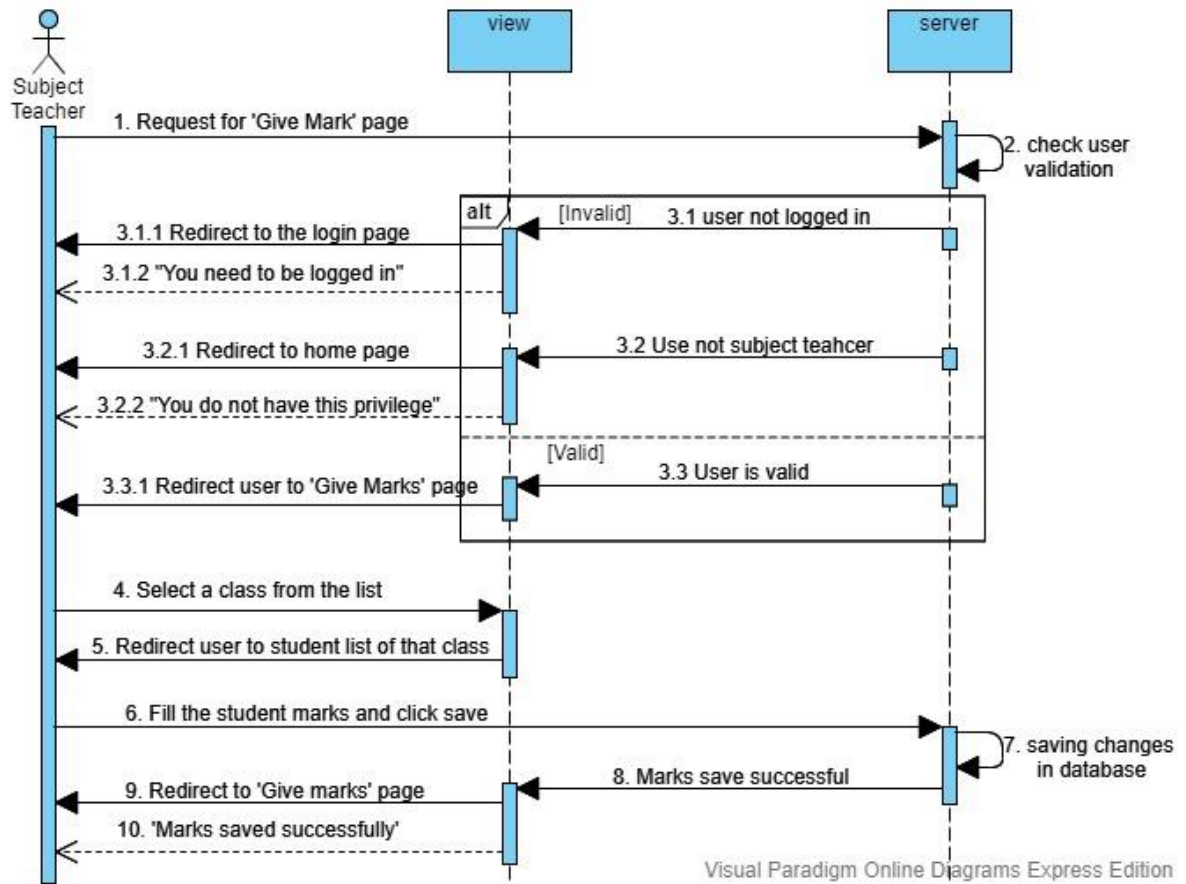 view
server
Subject
Teacher
1. Request for 'Give Mark' page
2. check user
validation
alt
[Invalid]
3.1 user not logged in
3.1.1 Redirect to the login page
3.1.2 "You need to be logged in"
3.2 Use not subject teahcer
3.2.1 Redirect to home page
3.2.2 "You do not have this privilege"
[Valid]
3.3 User is valid
3.3.1 Redirect user to 'Give Marks' page
4. Select a class from the list
5. Redirect user to student list of that class
6. Fill the student marks and click save
7. saving changes
in database
8. Marks save successful
9. Redirect to 'Give marks' page
10. 'Marks saved successfully'
Visual Paradigm Online Diagrams Express Edition